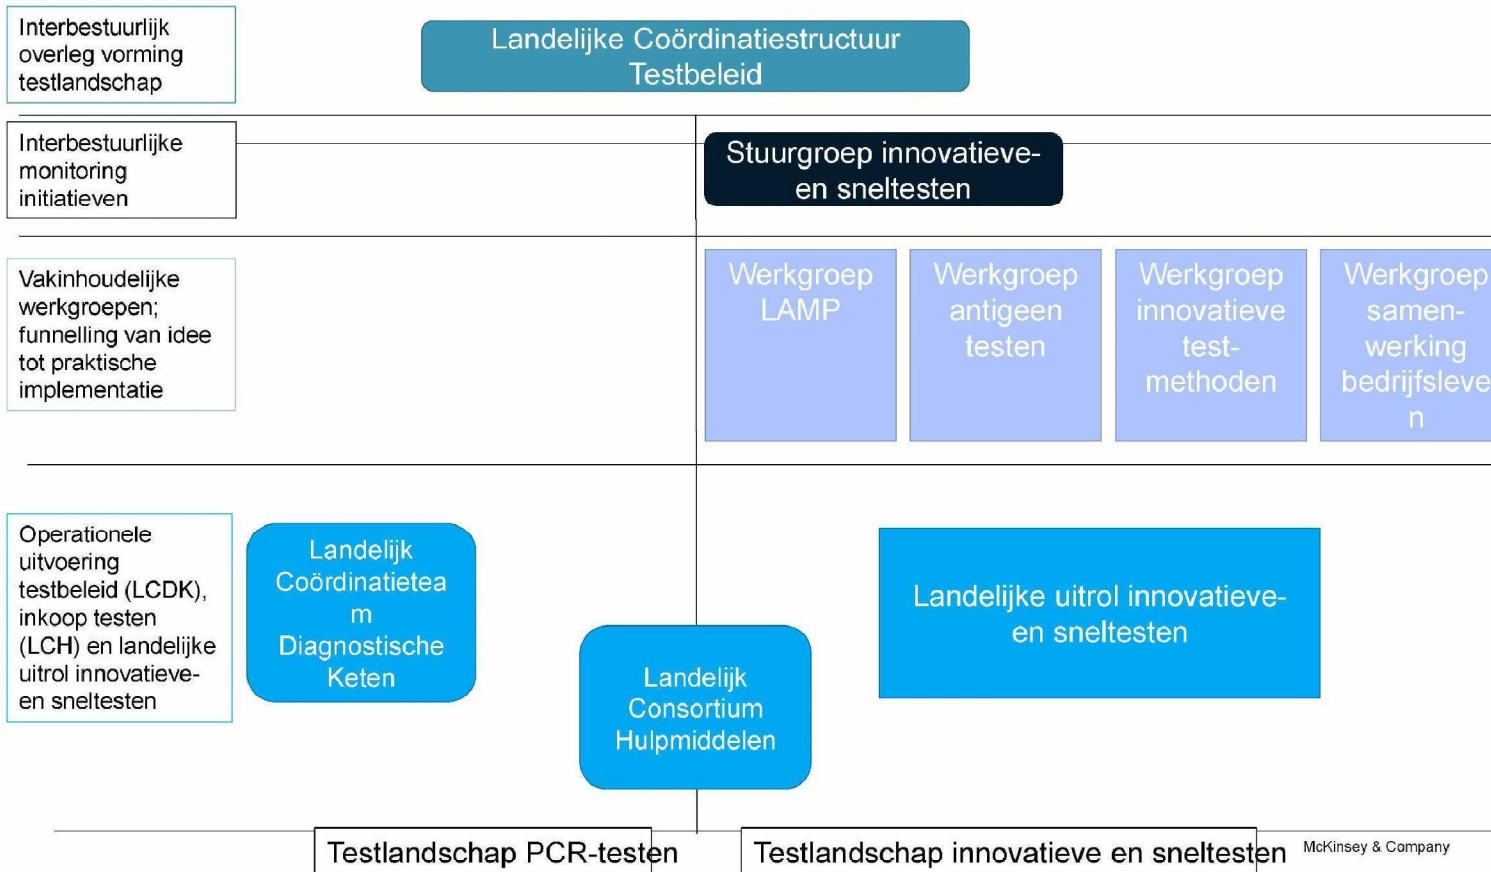 Interbestuurlijk
overleg vorming
testlandschap
Landelijke Coördinatiestructuur
Testbeleid
Interbestuurlijke
monitoring
initiatieven
Stuurgroep innovatieve-
en sneltesten
Vakinhoudelijke
werkgroepen;
funnelling van idee
tot praktische
implementatie
Werkgroep
LAMP
Werkgroep
antigeen
testen
Werkgroep
innovatieve
test-
methoden
Werkgroep
samen-
werking
bedrijfsleve
n
Operationele
uitvoering
testbeleid (LCDK),
inkoop testen
(LCH) en landelijke
uitrol innovatieve-
en sneltesten
Landelijk
Coördinatietea
m
Diagnostische
Keten
Landelijk
Consortium
Hulpmiddelen
Landelijke uitrol innovatieve-
en sneltesten
Testlandschap PCR-testen
Testlandschap innovatieve en sneltesten
McKinsey & Company